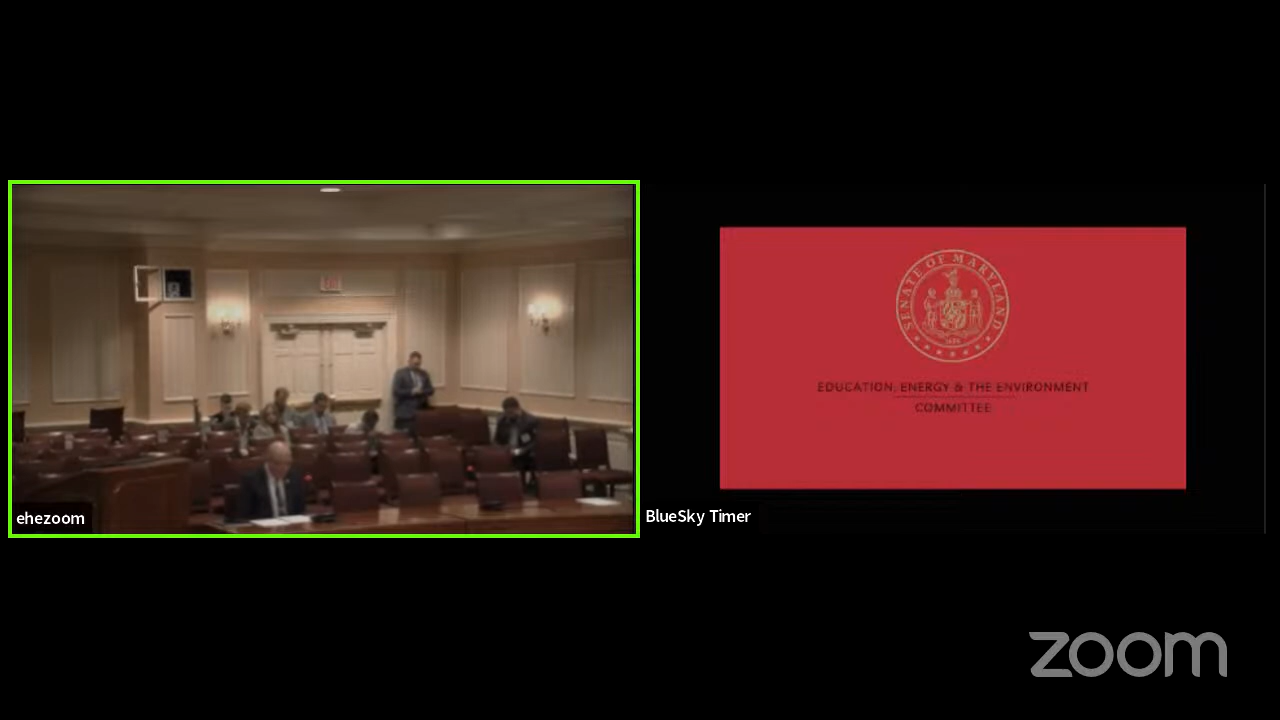 ehezoom
SENATE OF MARYLAND
EDUCATION, ENERGY & THE ENVIRONMENT
COMMITTEE
BlueSky Timer
zoom